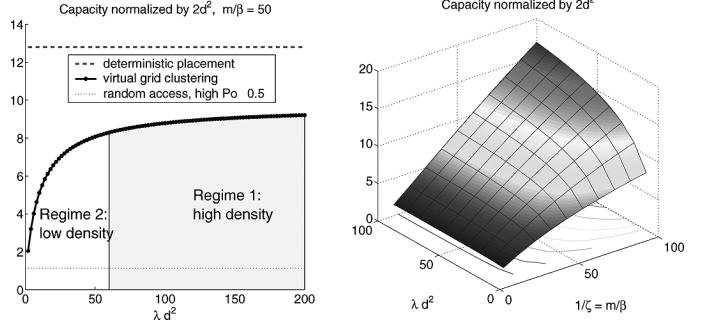 Capacity normalized by 2d², m/β = 50
14
12
10
8
6
4
2
0
deterministic placement
virtual grid clustering
random access, high Po 0.5
Regime 1:
high density
Regime 2:
low density
0 50 100 150 200
λ d²
Capacity normalized by 2d²
20
15
10
5
0
100
50
0
λ d²
0
50
100
1/ζ = m/β